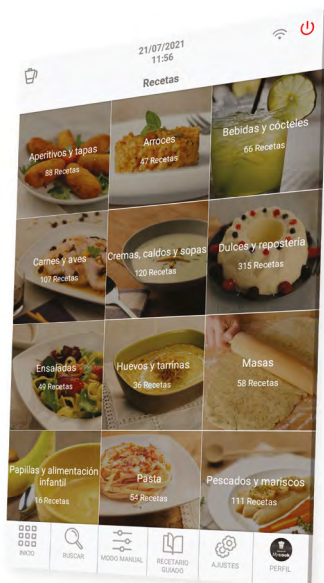 21/07/2021
11:56
Recetas
Aperitivos y tapas
88 Recetas
Arroces
47 Recetas
Bebidas y cócteles
66 Recetas
Carnes y aves
107 Recetas
Cremas, caldos y sopas
120 Recetas
Dulces y repostería
315 Recetas
Ensaladas
49 Recetas
Huevos y tarrinas
36 Recetas
Masas
58 Recetas
Papillas y alimentación
infantil
16 Recetas
Pasta
54 Recetas
Pescados y mariscos
111 Recetas
INICIO
BUSCAR
MODO MANUAL
RECETARIO
GUIADO
AJUSTES
Mycook
PERFIL